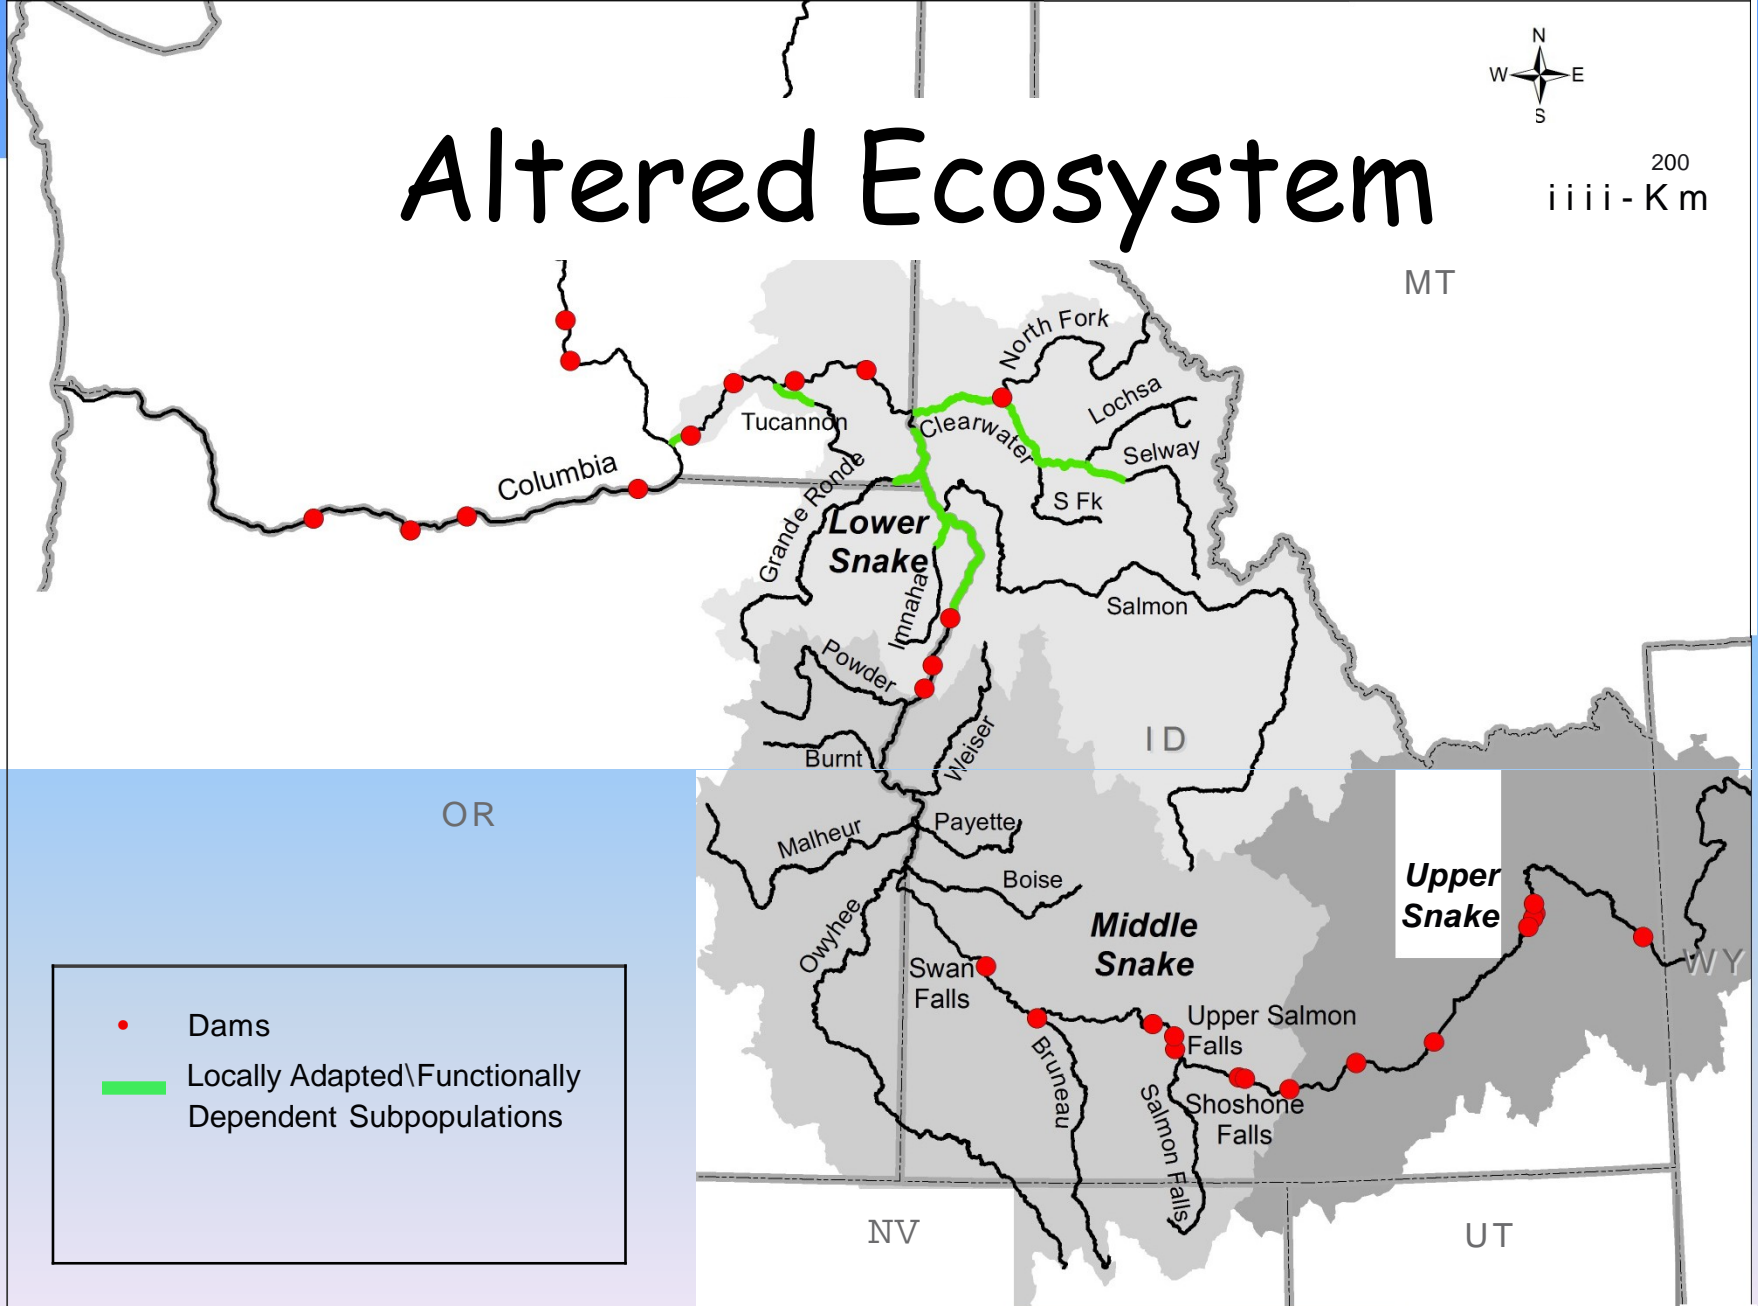 N
W E
S
Altered Ecosystem
200
iiii-Km
MT
North Fork
Lochsa
Tucannon
Clearwater
Selway
Columbia
Grande Ronde
S Fk
Lower
Snake
Imnaha
Salmon
Powder
Weiser
ID
Burnt
OR
Malheur
Payette
Boise
Upper
Snake
Owyhee
Middle
Snake
Swan
Falls
WY
Upper Salmon
Falls
Bruneau
Salmon Falls
Shoshone
Falls
Dams
Locally Adapted\Functionally
Dependent Subpopulations
NV
UT